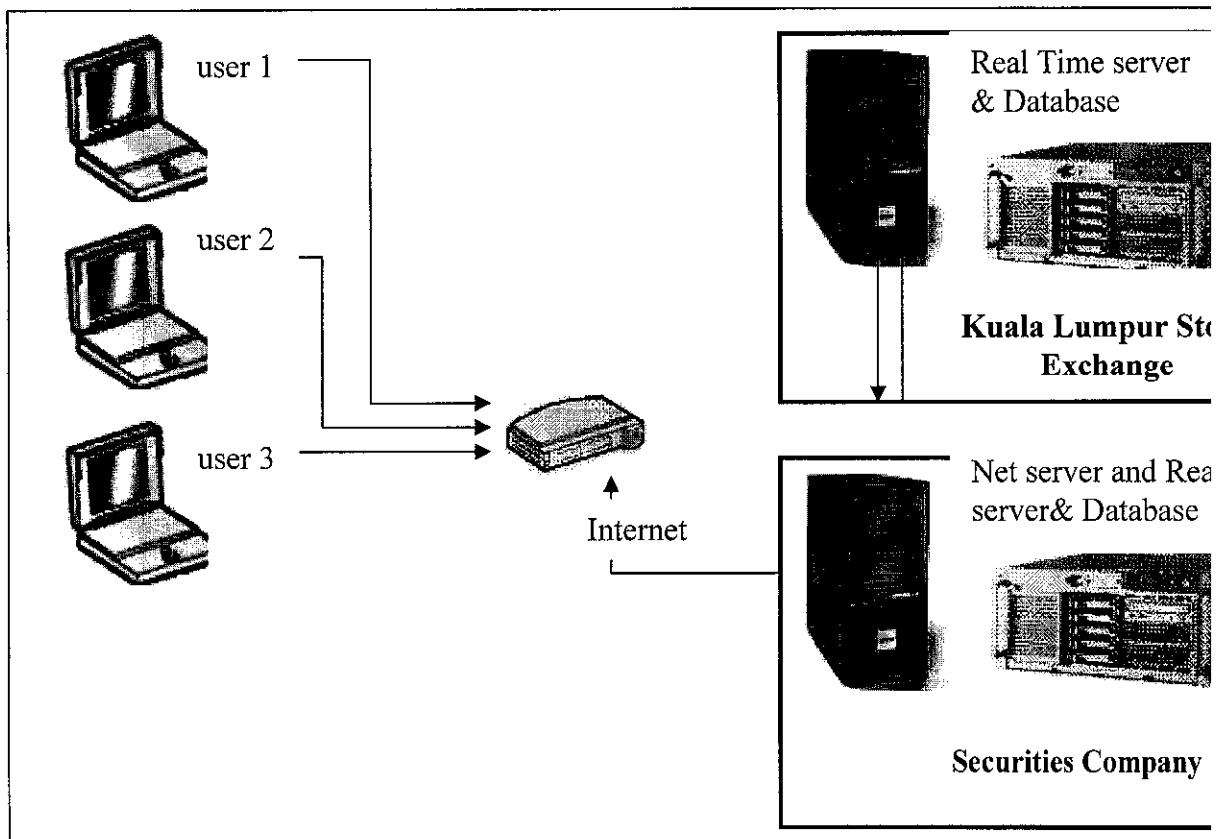 user 1
user 2
user 3
Internet
Real Time server
& Database
Kuala Lumpur Sto
Exchange
Net server and Rea
server& Database
Securities Company